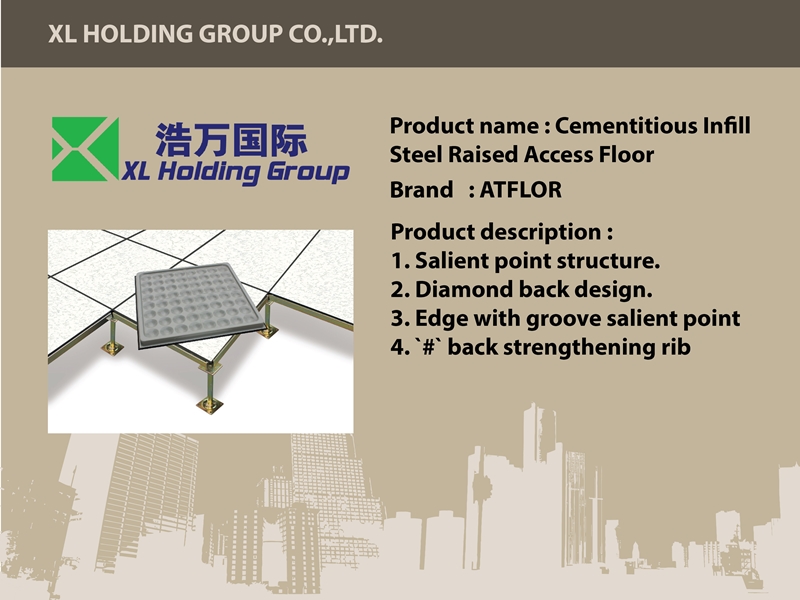 XL HOLDING GROUP CO.,LTD.
浩万国际
XL Holding Group
Product name : Cementitious Infill
Steel Raised Access Floor
Brand : ATFLOR
Product description :
1. Salient point structure.
2. Diamond back design.
3. Edge with groove salient point
4. `#` back strengthening rib